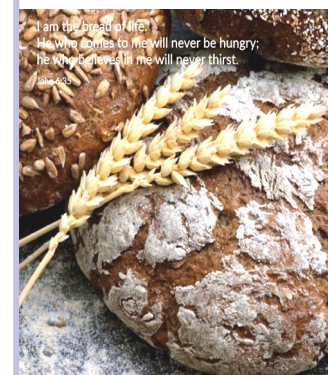 I am the bread of life.
He who comes to me will never be hungry;
he who believes in me will never thirst.
John 6:35